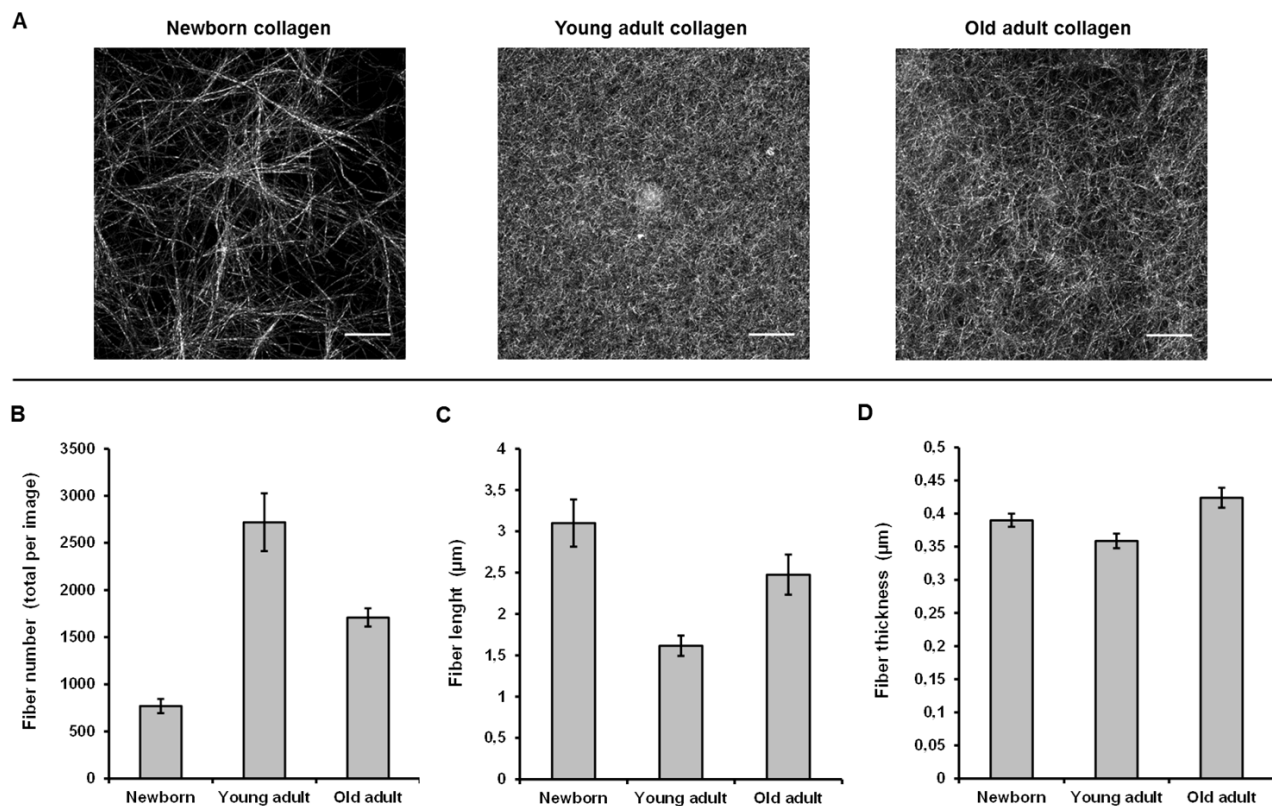 A
Newborn collagen
Young adult collagen
Old adult collagen
B
Fiber number (total per image)
3500
3000
2500
2000
1500
1000
500
0
Newborn
Young adult
Old adult
C
Fiber lenght (µm)
4
3,5
3
2,5
2
1,5
1
0,5
0
Newborn
Young adult
Old adult
D
Fiber thickness (µm)
0,5
0,45
0,4
0,35
0,3
0,25
0,2
0,15
0,1
0,05
0
Newborn
Young adult
Old adult